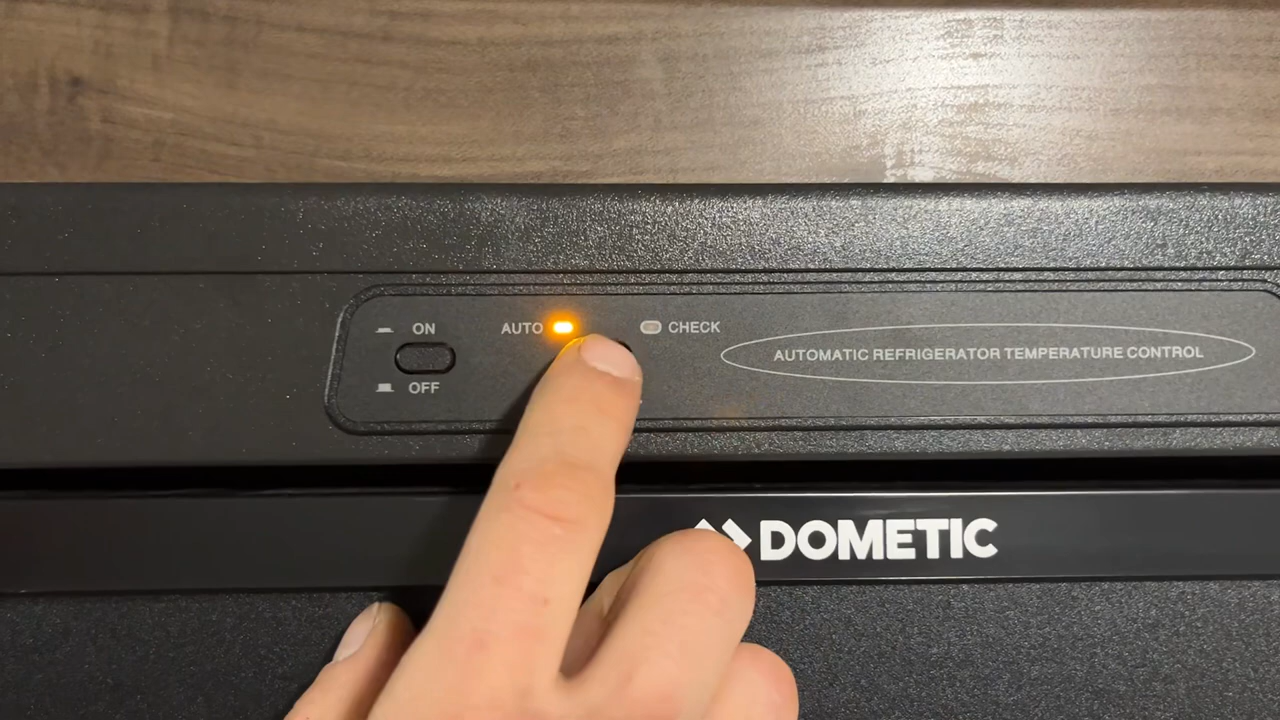 ON
OFF
AUTO
CHECK
AUTOMATIC REFRIGERATOR TEMPERATURE CONTROL
DOMETIC